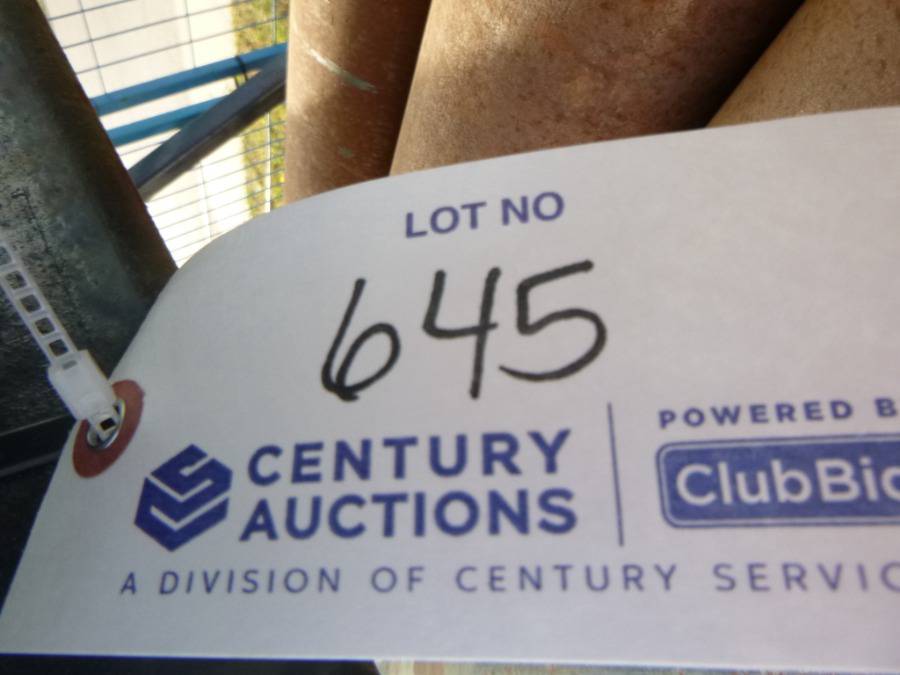 LOT NO
645
CENTURY
AUCTIONS
A DIVISION OF CENTURY
POWERED